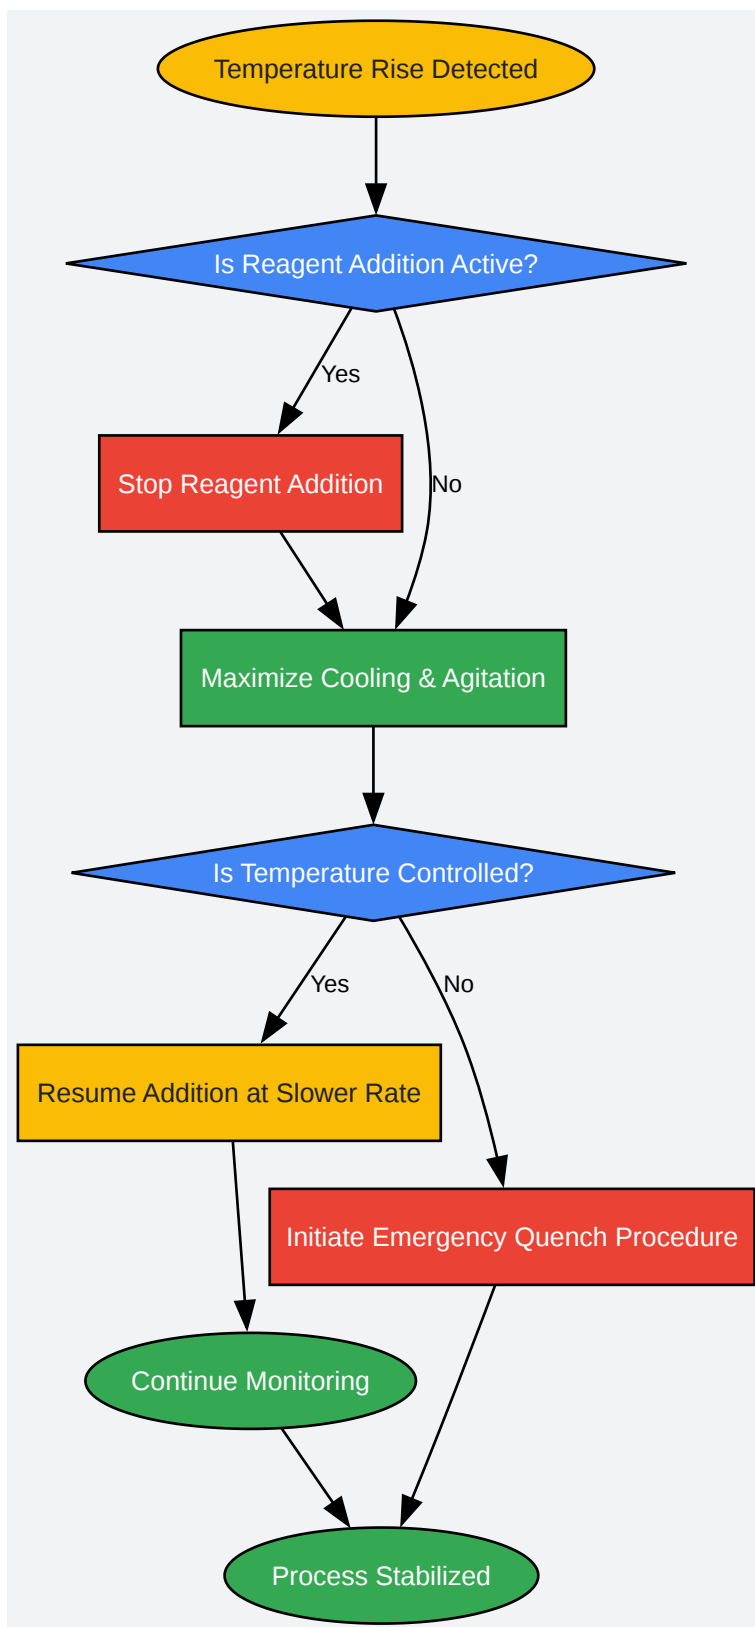 Temperature Rise Detected
Is Reagent Addition Active?
Yes
Stop Reagent Addition
No
Maximize Cooling & Agitation
Is Temperature Controlled?
Yes
No
Resume Addition at Slower Rate
Initiate Emergency Quench Procedure
Continue Monitoring
Process Stabilized